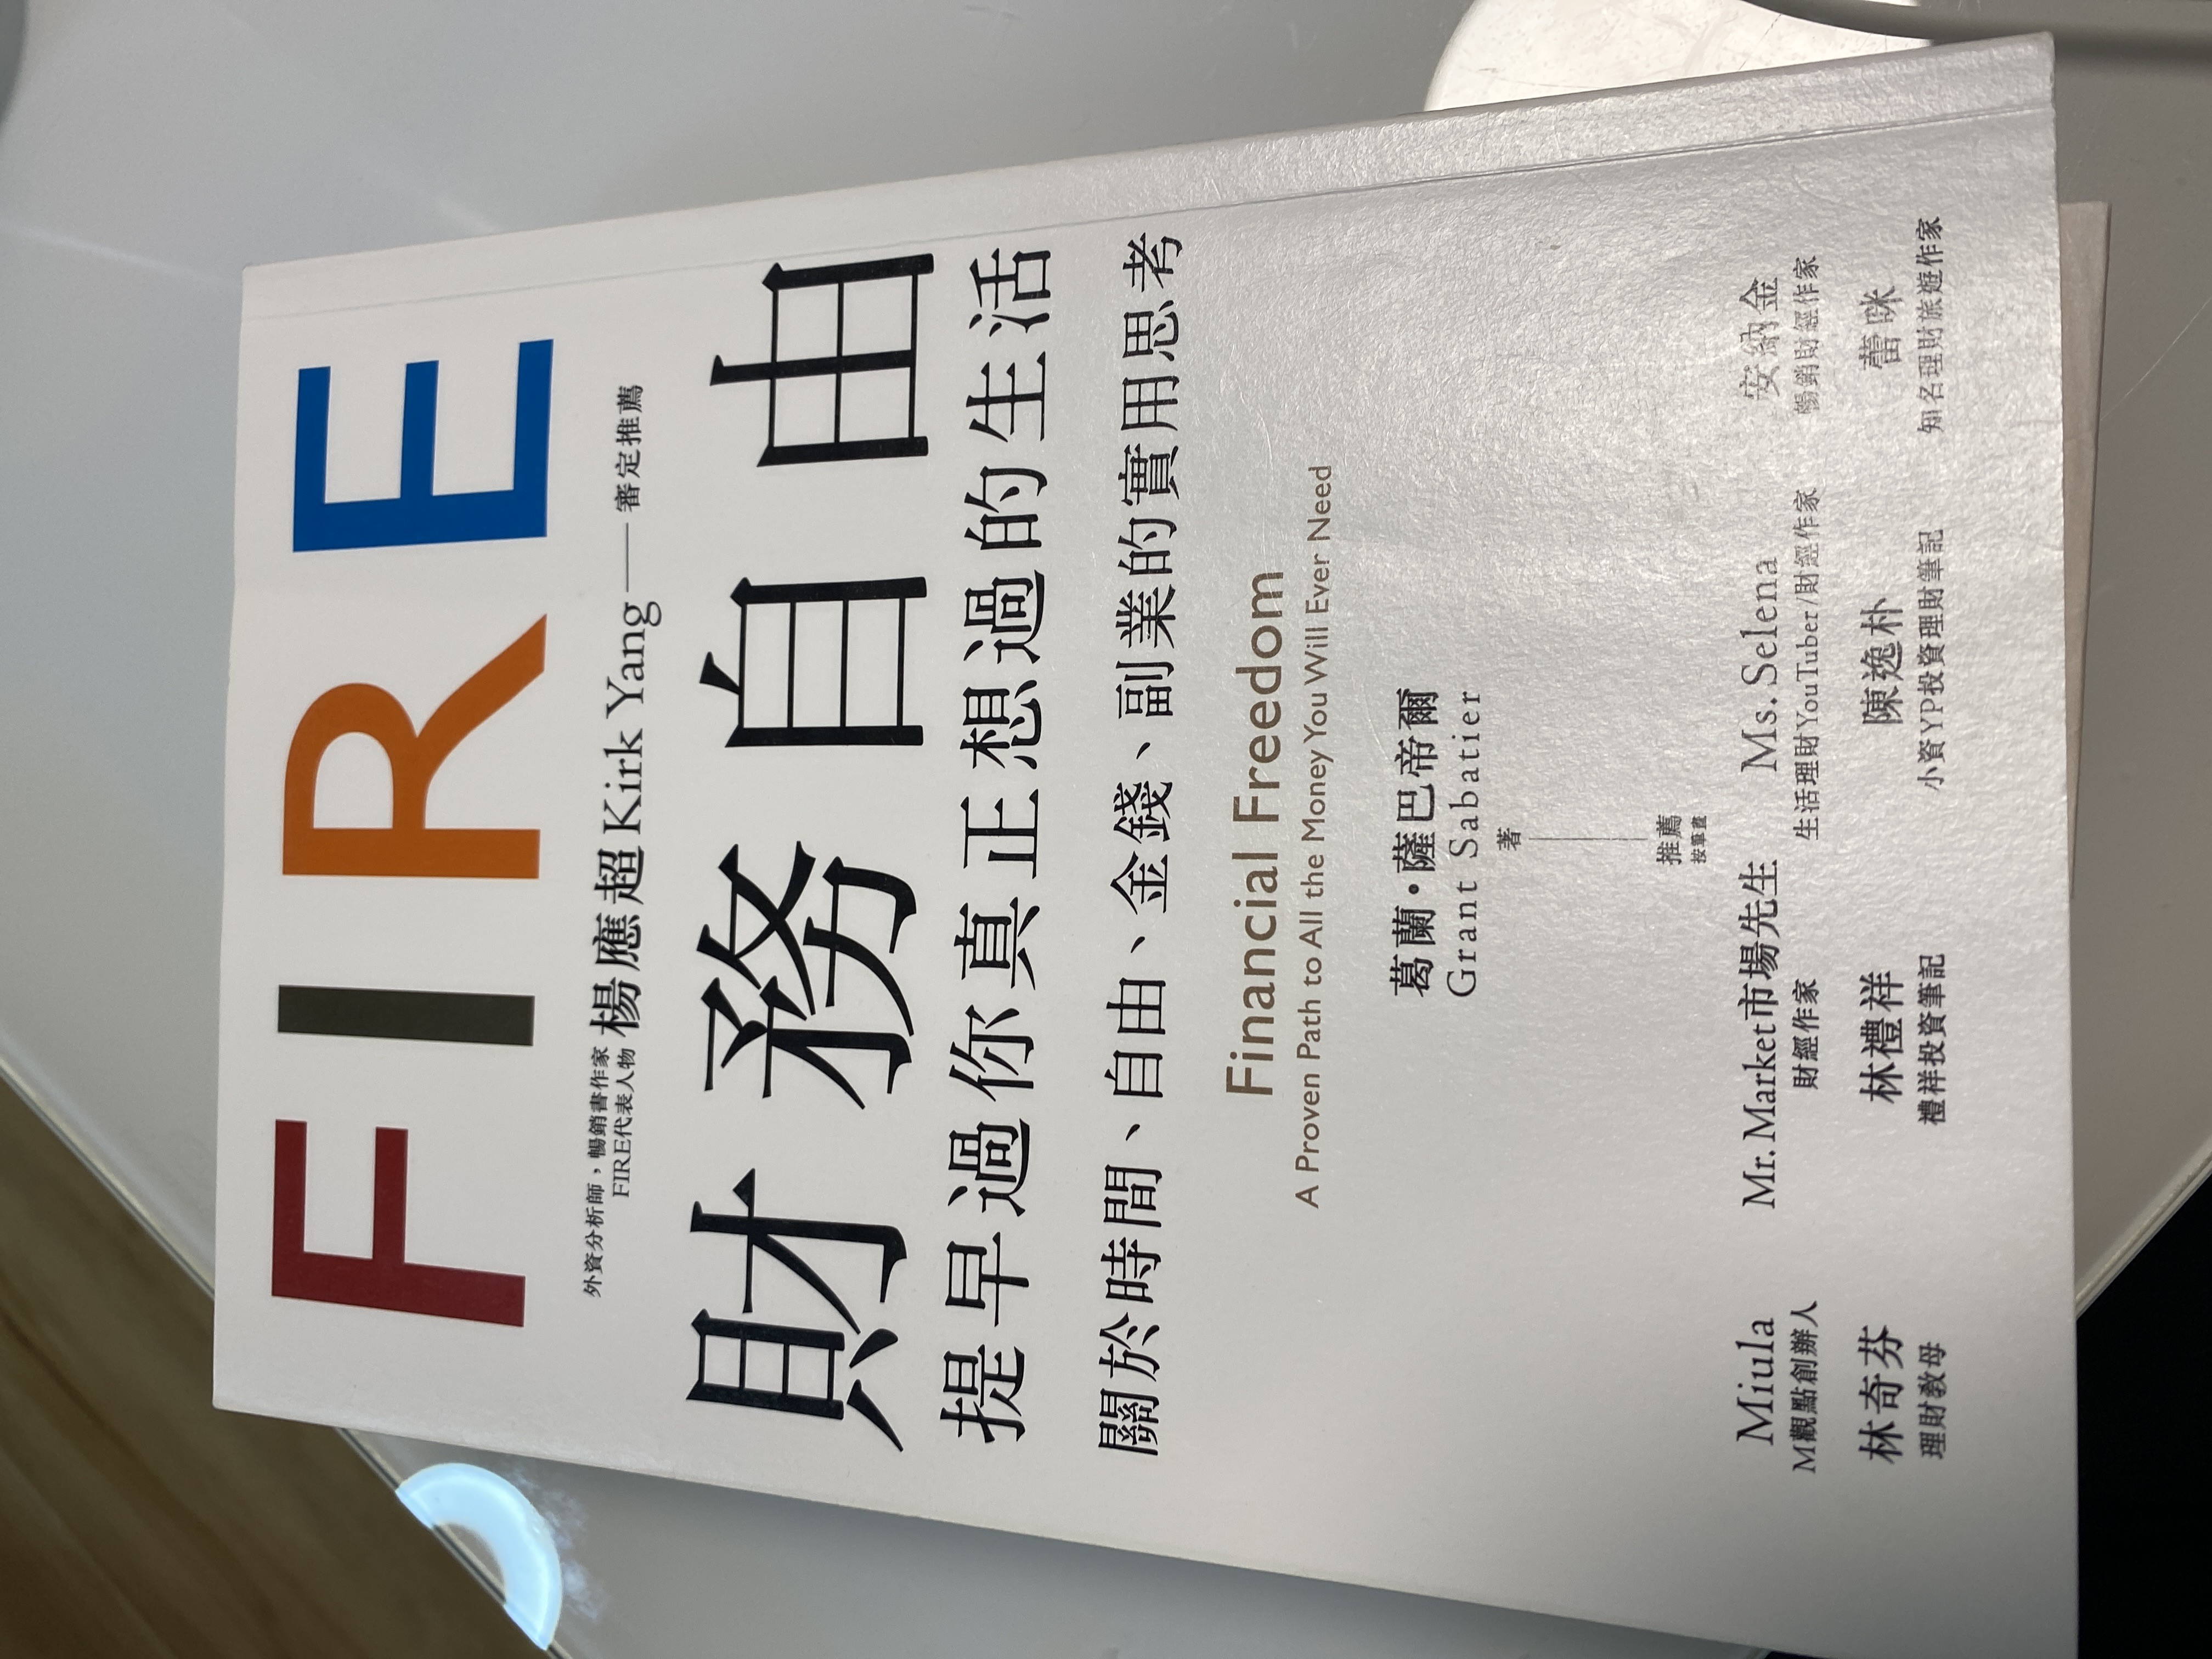 FIRE
外資分析師，暢銷書作家
FIRE代表人物
楊應超Kirk Yang——審定推薦
財務自由
提早過你真正想過的生活
關於時間、自由、金錢、副業的實用思考
Financial Freedom
A Proven Path to All the Money You Will Ever Need
葛蘭・薩巴帝爾
Grant Sabatier
著
推薦
按筆畫
Miula
M觀點創辦人
Mr. Market市場先生
財經作家
Ms. Selena
生活理財YouTuber/財經作家
安納金
暢銷財經作家
林奇芬
理財教母
林禮祥
禮祥投資筆記
陳逸朴
小資YP投資理財筆記
蕾咪
知名理財旅遊作家